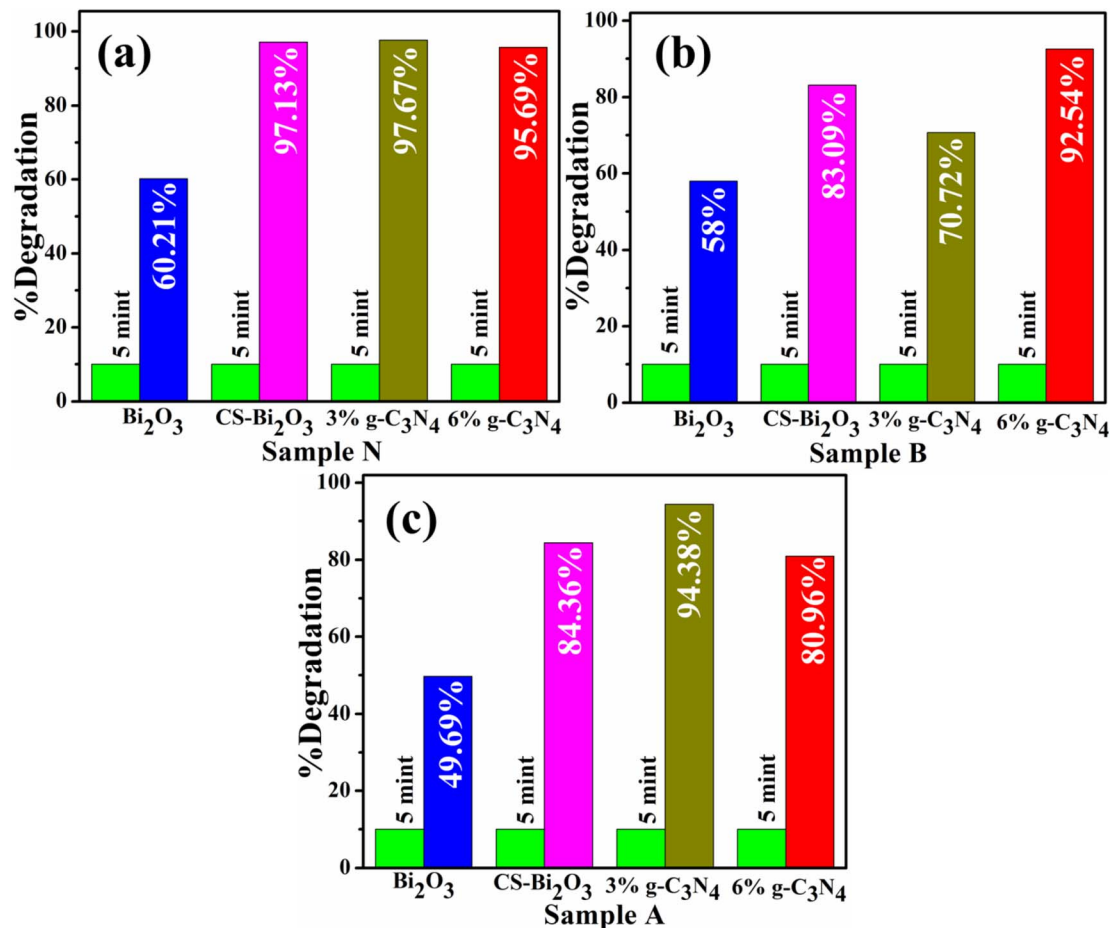 (a)
%Degradation
100
80
60
40
20
0
5 mint
60.21%
5 mint
97.13%
5 mint
97.67%
5 mint
95.69%
Bi₂O₃ CS-Bi₂O₃ 3% g-C₃N₄ 6% g-C₃N₄
Sample N
(b)
%Degradation
100
80
60
40
20
0
5 mint
58%
5 mint
83.09%
5 mint
70.72%
5 mint
92.54%
Bi₂O₃ CS-Bi₂O₃ 3% g-C₃N₄ 6% g-C₃N₄
Sample B
(c)
%Degradation
100
80
60
40
20
0
5 mint
49.69%
5 mint
84.36%
5 mint
94.38%
5 mint
80.96%
Bi₂O₃ CS-Bi₂O₃ 3% g-C₃N₄ 6% g-C₃N₄
Sample A